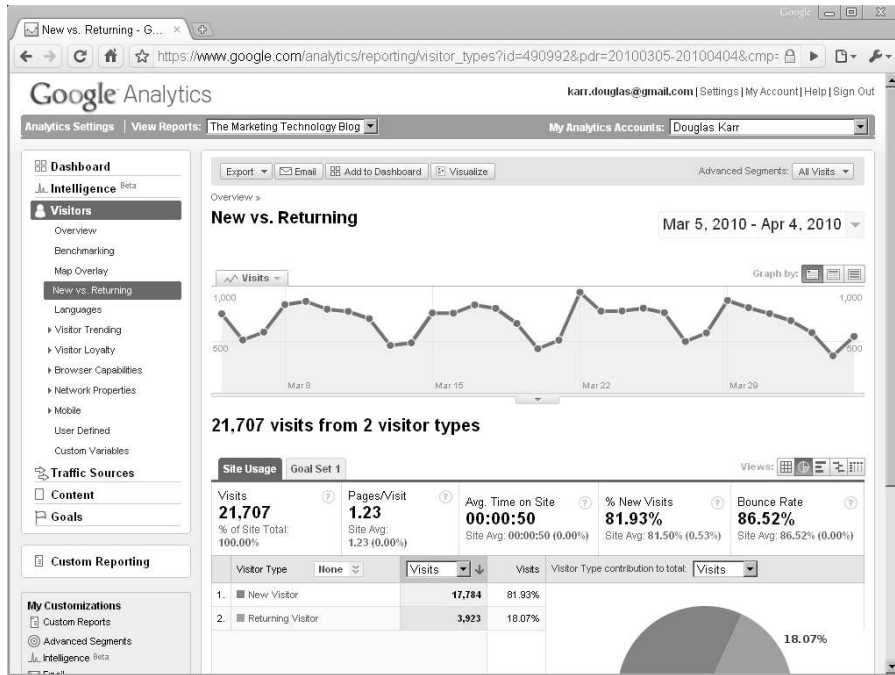 Google
New vs. Returning - G... ×
https://www.google.com/analytics/reporting/visitor_types?id=490992&pdr=20100305-20100404&cmp=
Google Analytics
karr.douglas@gmail.com | Settings | My Account | Help | Sign Out
Analytics Settings | View Reports: The Marketing Technology Blog
My Analytics Accounts: Douglas Karr
Dashboard
Intelligence Beta
Visitors
Overview
Benchmarking
Map Overlay
New vs. Returning
Languages
Visitor Trending
Visitor Loyalty
Browser Capabilities
Network Properties
Mobile
User Defined
Custom Variables
Traffic Sources
Content
Goals
Custom Reporting
My Customizations
Custom Reports
Advanced Segments
Intelligence Beta
Email
Export Email Add to Dashboard Visualize
Advanced Segments: All Visits
Overview »
New vs. Returning
Mar 5, 2010 - Apr 4, 2010
Visits
Graph by:
1,000 1,000
500 500
Mar 8 Mar 15 Mar 22 Mar 29
21,707 visits from 2 visitor types
Site Usage Goal Set 1
Views:
Visits ?
21,707
% of Site Total:
100.00%
Pages/Visit ?
1.23
Site Avg:
1.23 (0.00%)
Avg. Time on Site ?
00:00:50
Site Avg: 00:00:50 (0.00%)
% New Visits ?
81.93%
Site Avg: 81.50% (0.53%)
Bounce Rate ?
86.52%
Site Avg: 86.52% (0.00%)
Visitor Type None Visits Visits Visitor Type contribution to total: Visits
1. New Visitor 17,784 81.93%
2. Returning Visitor 3,923 18.07%
18.07%